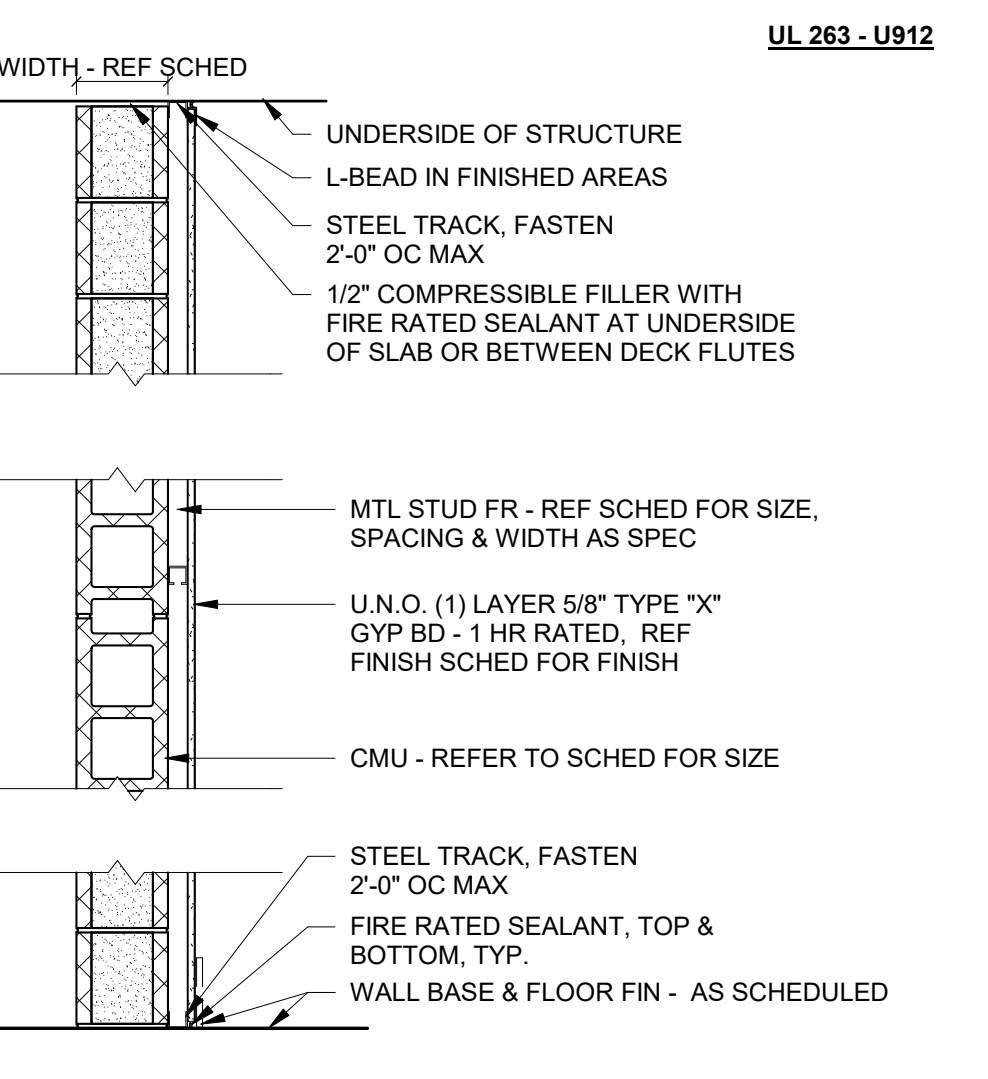 UL 263 - U912
WIDTH - REF SCHED
UNDERSIDE OF STRUCTURE
L-BEAD IN FINISHED AREAS
STEEL TRACK, FASTEN
2'-0" OC MAX
1/2" COMPRESSIBLE FILLER WITH
FIRE RATED SEALANT AT UNDERSIDE
OF SLAB OR BETWEEN DECK FLUTES
MTL STUD FR - REF SCHED FOR SIZE,
SPACING & WIDTH AS SPEC
U.N.O. (1) LAYER 5/8" TYPE "X"
GYP BD - 1 HR RATED, REF
FINISH SCHED FOR FINISH
CMU - REFER TO SCHED FOR SIZE
STEEL TRACK, FASTEN
2'-0" OC MAX
FIRE RATED SEALANT, TOP &
BOTTOM, TYP.
WALL BASE & FLOOR FIN - AS SCHEDULED